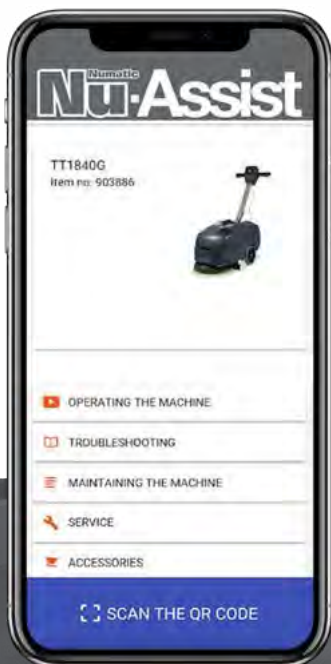 Numatic
Nu-Assist
TT1840G
Item no: 903886
OPERATING THE MACHINE
TROUBLESHOOTING
MAINTAINING THE MACHINE
SERVICE
ACCESSORIES
SCAN THE QR CODE